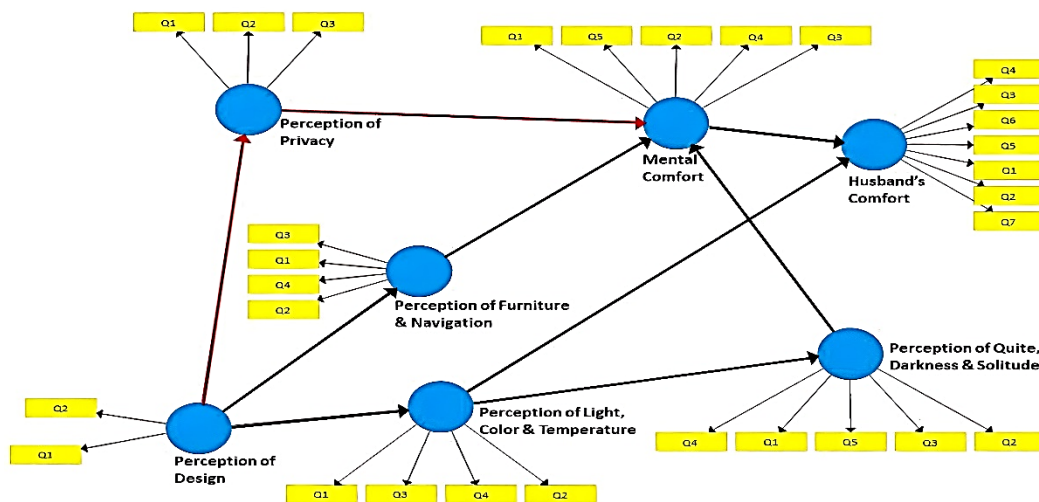 Q1
Q2
Q3
Perception of
Privacy
Q1
Q5
Q2
Q4
Q3
Mental
Comfort
Q4
Q3
Q6
Q5
Q1
Q2
Q7
Husband's
Comfort
Q3
Q1
Q4
Q2
Perception of Furniture
& Navigation
Perception of Quite,
Darkness & Solitude
Q4
Q1
Q5
Q3
Q2
Q2
Q1
Perception of
Design
Perception of Light,
Color & Temperature
Q1
Q3
Q4
Q2